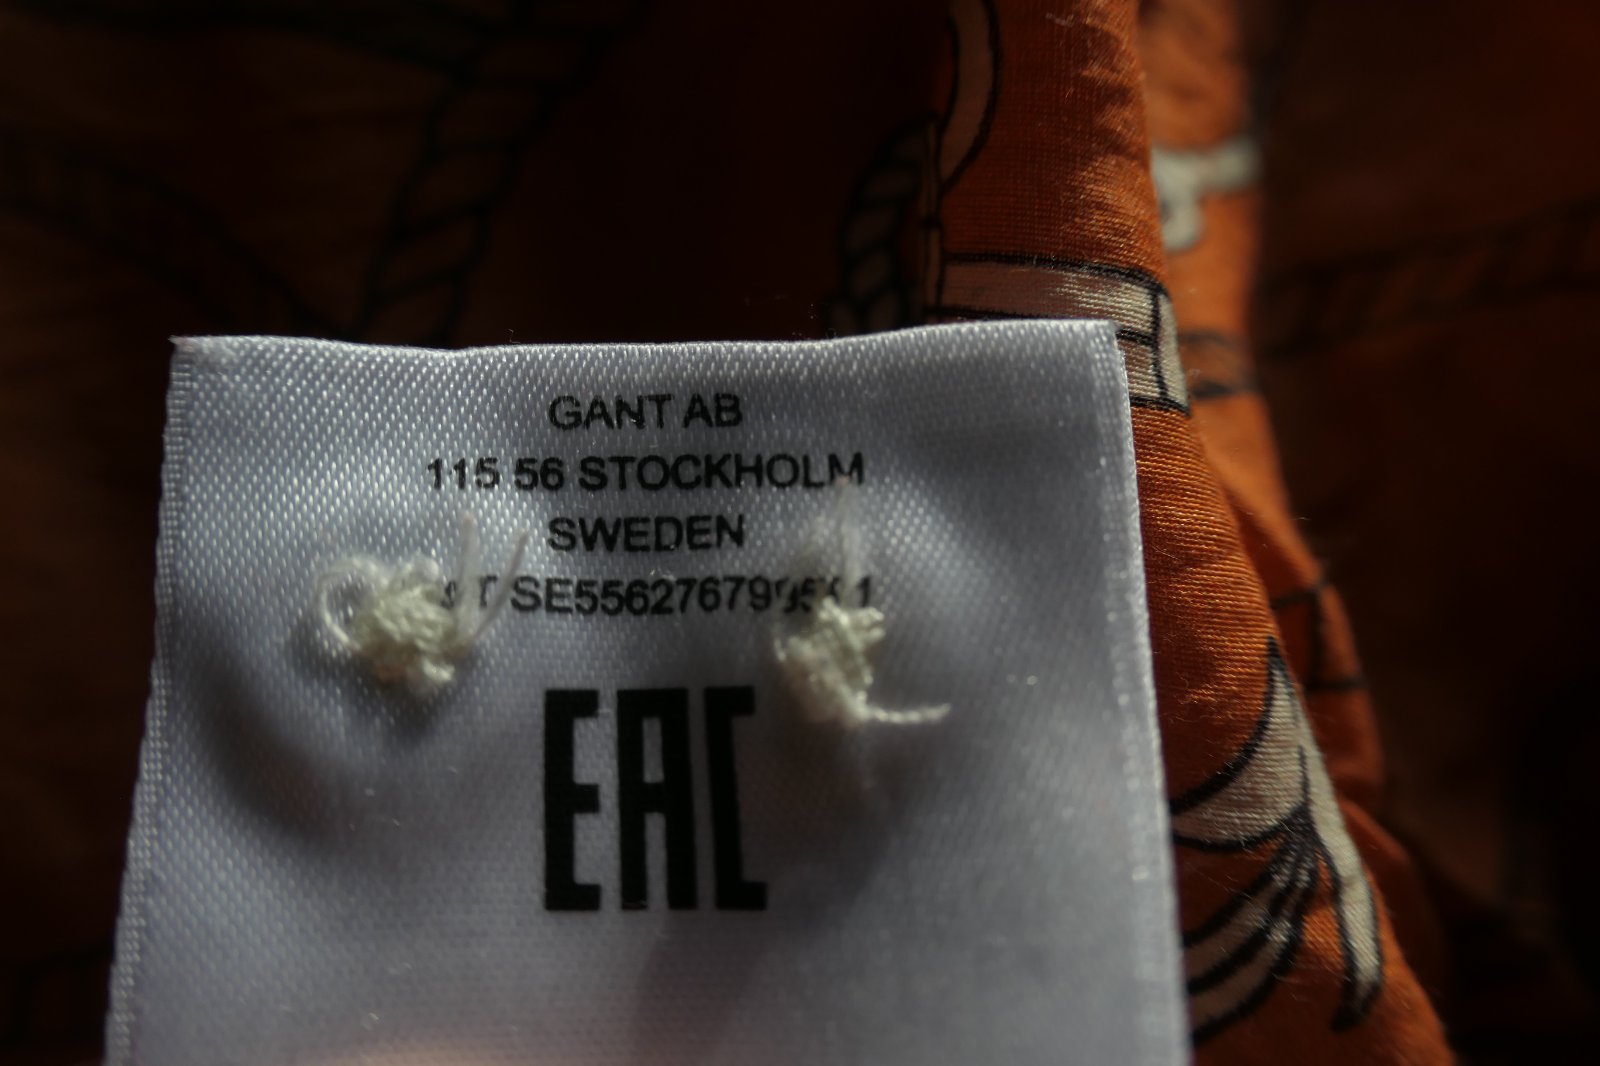 GANT AB
115 56 STOCKHOLM
SWEDEN
EAC